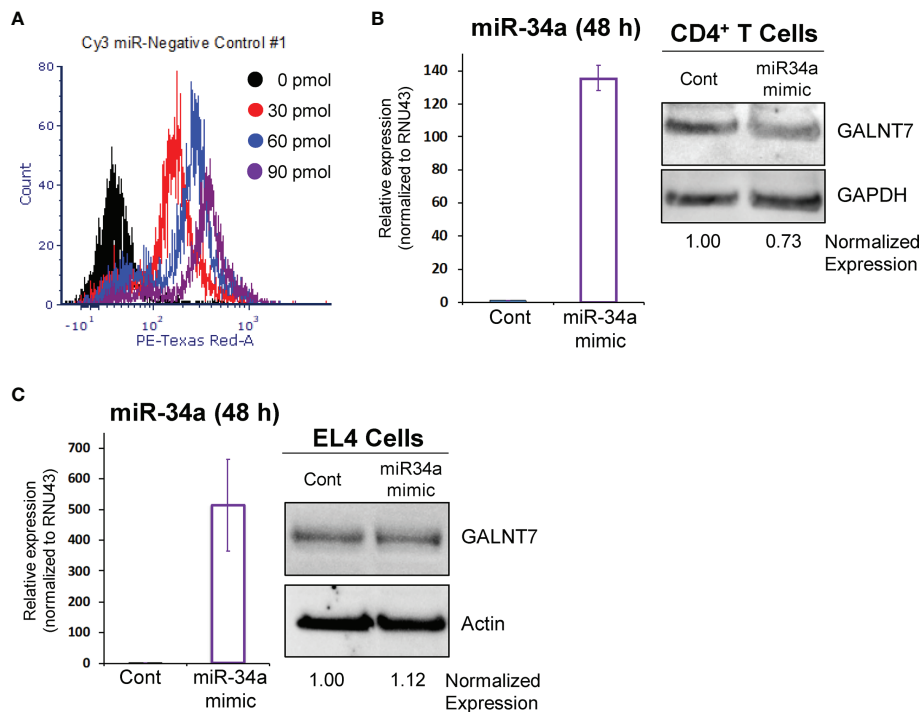 A
Cy3 miR-Negative Control #1
80
60
40
20
0
Count
-10¹
10²
10³
PE-Texas Red-A
0 pmol
30 pmol
60 pmol
90 pmol
B
miR-34a (48 h)
Relative expression
(normalized to RNU43)
140
120
100
80
60
40
20
0
Cont
miR-34a
mimic
CD4⁺ T Cells
Cont
miR34a
mimic
GALNT7
GAPDH
1.00 0.73 Normalized
Expression
C
miR-34a (48 h)
Relative expression
(normalized to RNU43)
700
600
500
400
300
200
100
0
Cont
miR-34a
mimic
EL4 Cells
Cont
miR34a
mimic
GALNT7
Actin
1.00 1.12 Normalized
Expression